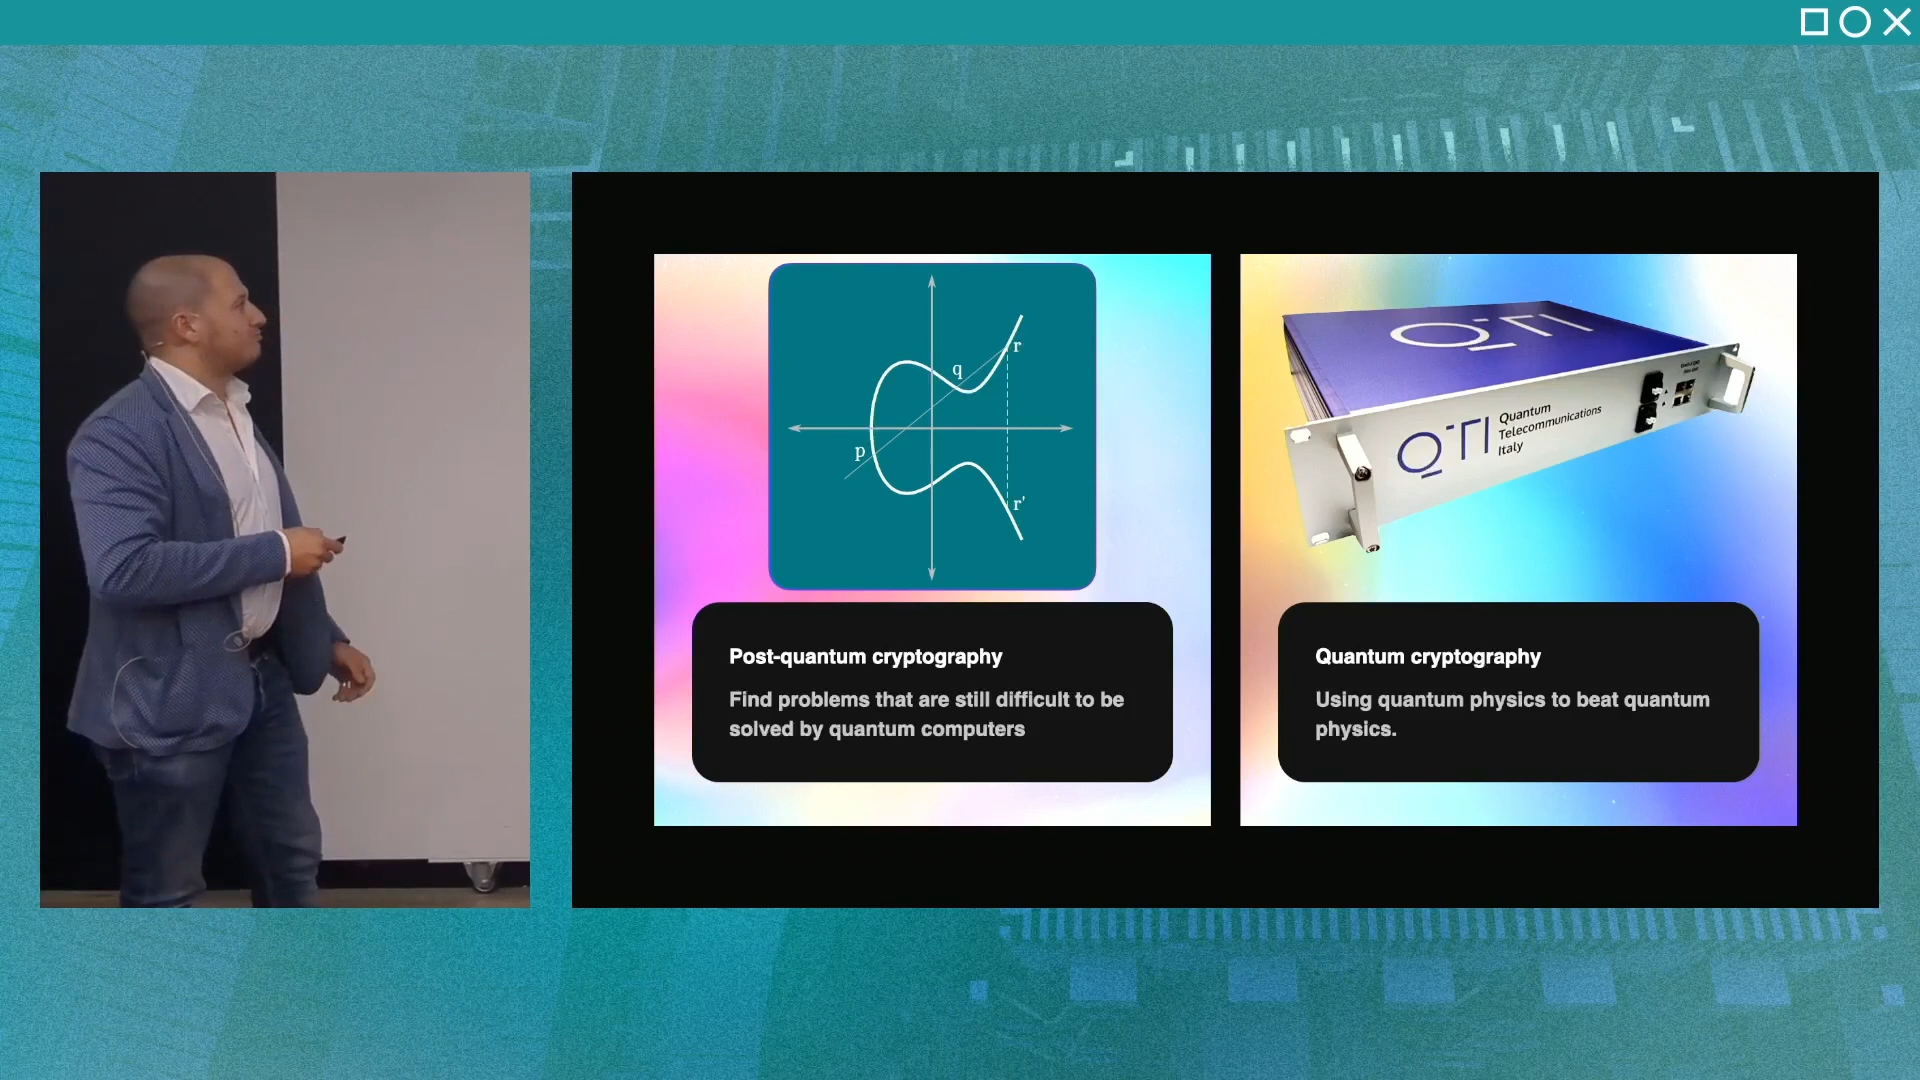 q
r
p
r'
Post-quantum cryptography
Find problems that are still difficult to be
solved by quantum computers
QTI
QTI
Quantum
Telecommunications
Italy
Quantum cryptography
Using quantum physics to beat quantum
physics.